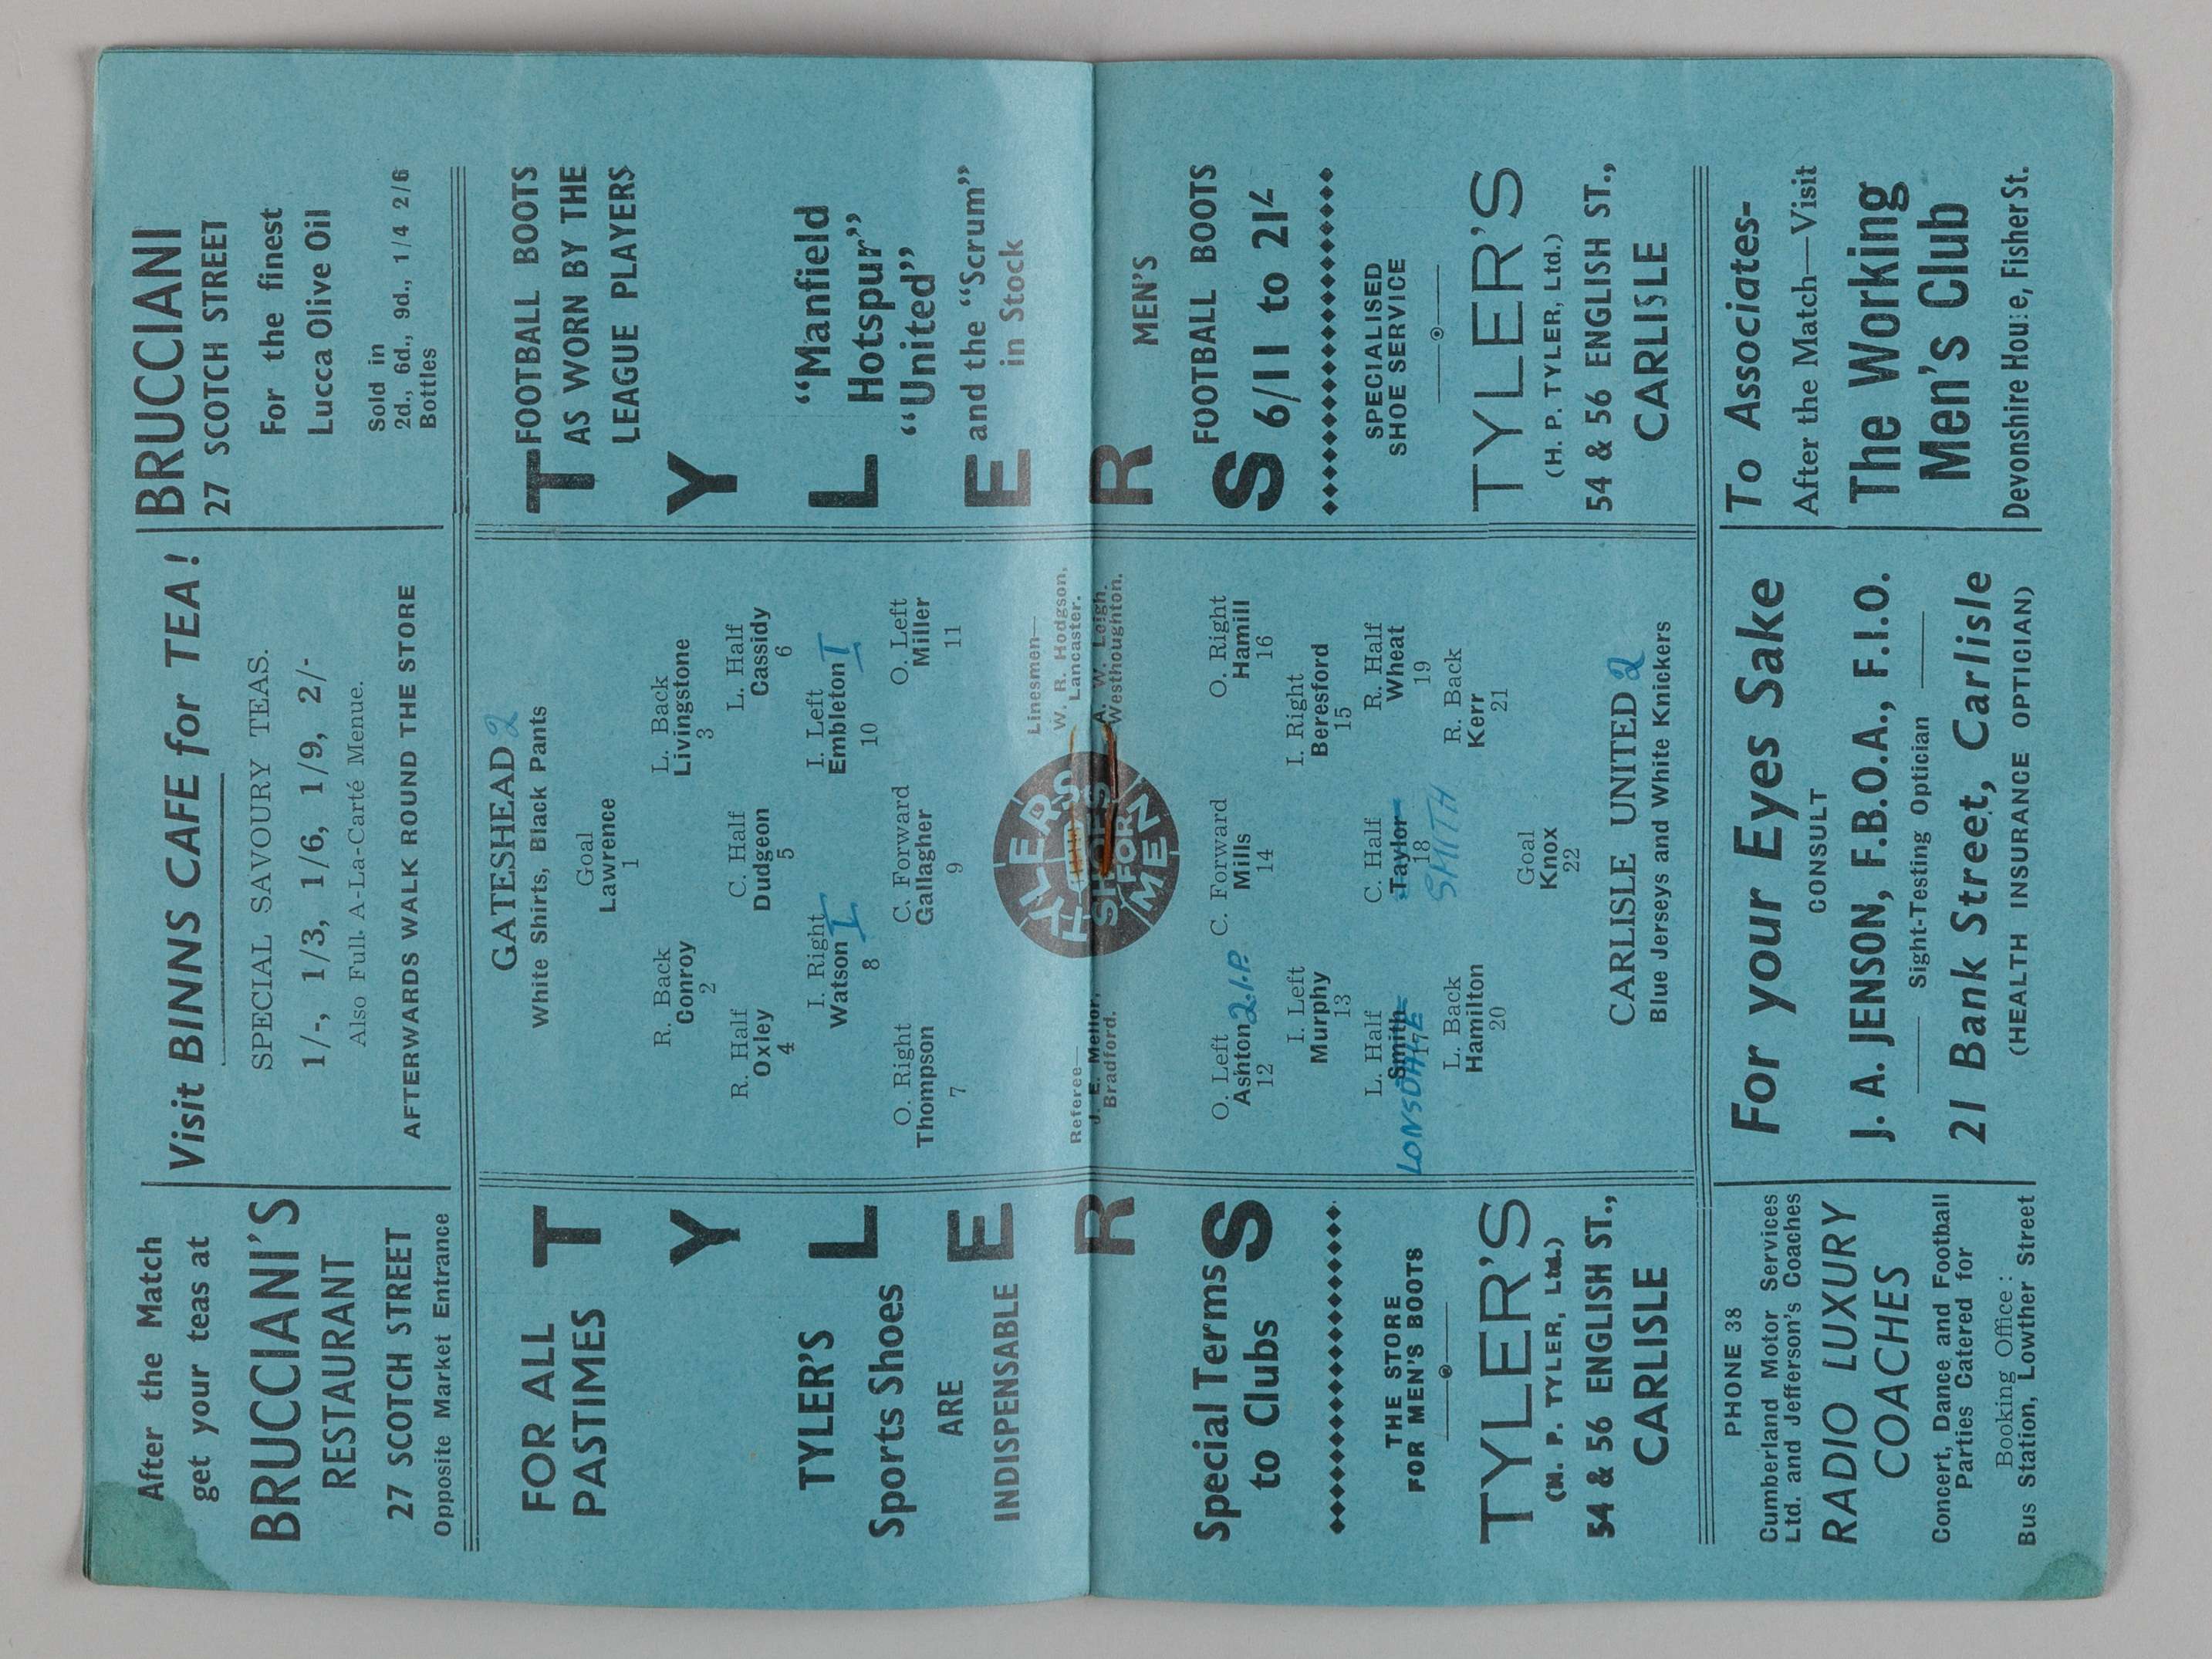 After the Match
get your teas at
BRUCCIANI'S
RESTAURANT
27 SCOTCH STREET
Opposite Market Entrance
Visit BINNS CAFE for TEA!
SPECIAL SAVOURY TEAS.
1/-, 1/3, 1/6, 1/9, 2/-
Also Full A-La-Carté Menue.
AFTERWARDS WALK ROUND THE STORE
BRUCCIANI
27 SCOTCH STREET
For the finest
Lucca Olive Oil
Sold in
2d., 6d., 9d., 1/4 2/6
Bottles
FOR ALL
PASTIMES
TYLER'S
Sports Shoes
ARE
INDISPENSABLE
Special Terms
to Clubs
T
Y
L
E
R
S
THE STORE
FOR MEN'S BOOTS
TYLER'S
(H. P. TYLER, Ltd.)
54 & 56 ENGLISH ST.,
CARLISLE
GATESHEAD 2
White Shirts, Black Pants
Goal
Lawrence
1
R. Back L. Back
Conroy Livingstone
2 3
R. Half C. Half L. Half
Oxley Dudgeon Cassidy
4 5 6
I. Right I. Left
Watson I Embleton I
8 10
O. Right C. Forward O. Left
Thompson Gallagher Miller
7 9 11
Referee—
J. E. Mellor,
Bradford.
TYLERS
SHOES
FOR
MEN
Linesmen—
W. R. Hodgson,
Lancaster.
A. W. Leigh,
Westhoughton.
O. Left C. Forward O. Right
Ashton 2.I.P. Mills Hamill
12 14 16
I. Left I. Right
Murphy Beresford
13 15
L. Half C. Half R. Half
Smith Taylor Wheat
17 18 19
LONSDALE SMITH
L. Back R. Back
Hamilton Kerr
20 21
Goal
Knox
22
CARLISLE UNITED 2
Blue Jerseys and White Knickers
T
Y
L
E
R
S
FOOTBALL BOOTS
AS WORN BY THE
LEAGUE PLAYERS
"Manfield
Hotspur"
"United"
and the "Scrum"
in Stock
MEN'S
FOOTBALL BOOTS
6/11 to 21/-
SPECIALISED
SHOE SERVICE
TYLER'S
(H. P. TYLER, Ltd.)
54 & 56 ENGLISH ST.,
CARLISLE
PHONE 38
Cumberland Motor Services
Ltd. and Jefferson's Coaches
RADIO LUXURY
COACHES
Concert, Dance and Football
Parties Catered for
Booking Office:
Bus Station, Lowther Street
For your Eyes Sake
CONSULT
J. A. JENSON, F.B.O.A., F.I.O.
Sight-Testing Optician
21 Bank Street, Carlisle
(HEALTH INSURANCE OPTICIAN)
To Associates-
After the Match—Visit
The Working
Men's Club
Devonshire House, Fisher St.